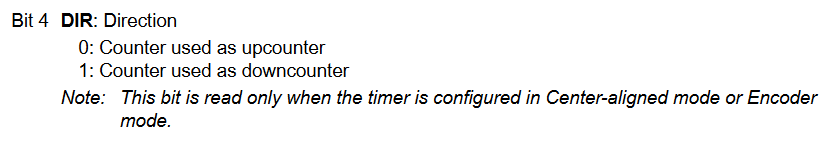 Bit 4 DIR: Direction
0: Counter used as upcounter
1: Counter used as downcounter
Note: This bit is read only when the timer is configured in Center-aligned mode or Encoder
mode.